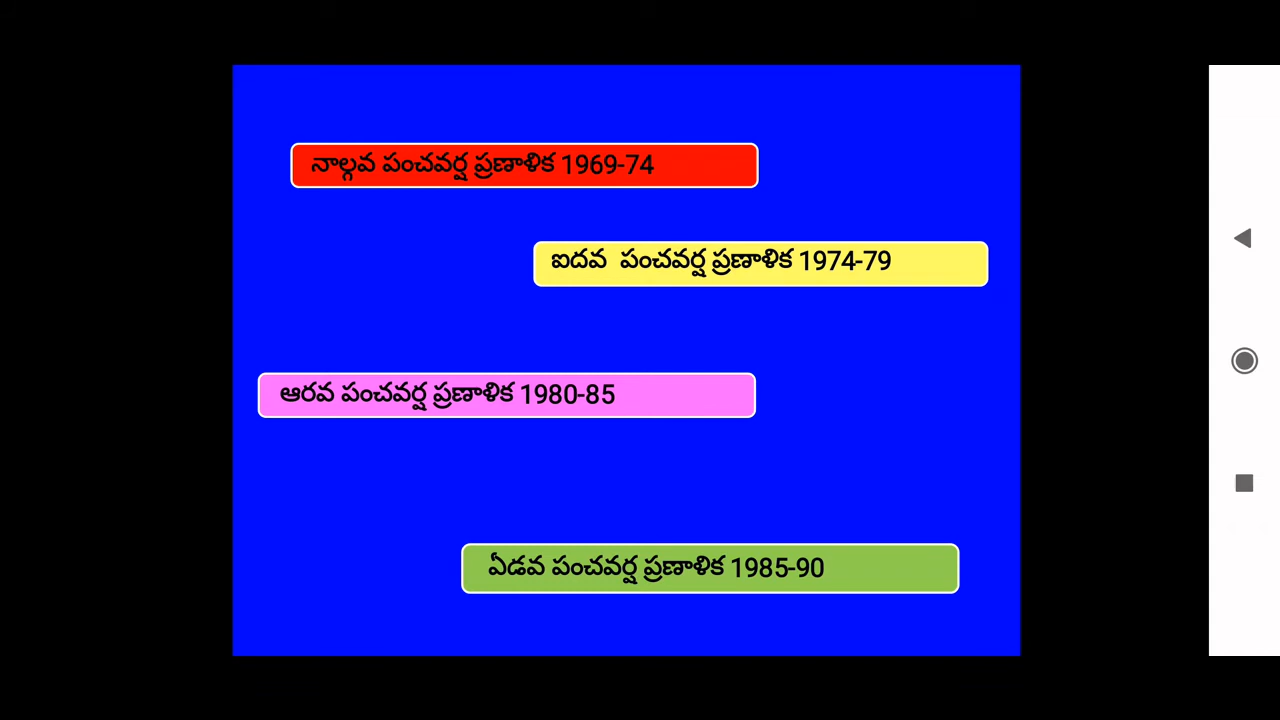 నాల్గవ పంచవర్ష ప్రణాళిక 1969-74
ఐదవ  పంచవర్ష ప్రణాళిక 1974-79
ఆరవ పంచవర్ష ప్రణాళిక 1980-85
ఏడవ పంచవర్ష ప్రణాళిక 1985-90